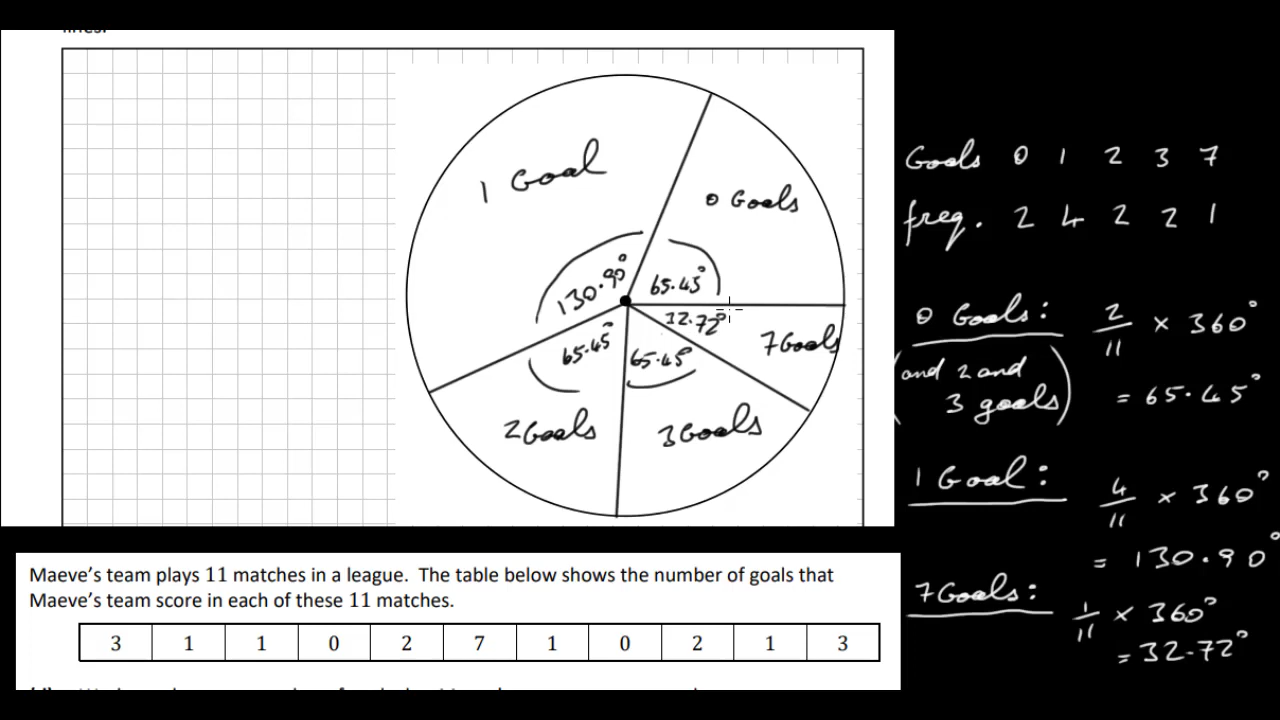 1 Goal
0 Goals
130.90°
65.45°
32.72°
7 Goals
65.45°
65.45°
2 Goals
3 Goals
Goals 0 1 2 3 7
freq. 2 4 2 2 1
0 Goals: 2/11 × 360°
(and 2 and
3 goals) = 65.45°
1 Goal: 4/11 × 360°
= 130.90°
7 Goals: 1/11 × 360°
= 32.72°
Maeve's team plays 11 matches in a league. The table below shows the number of goals that
Maeve's team score in each of these 11 matches.
3 1 1 0 2 7 1 0 2 1 3